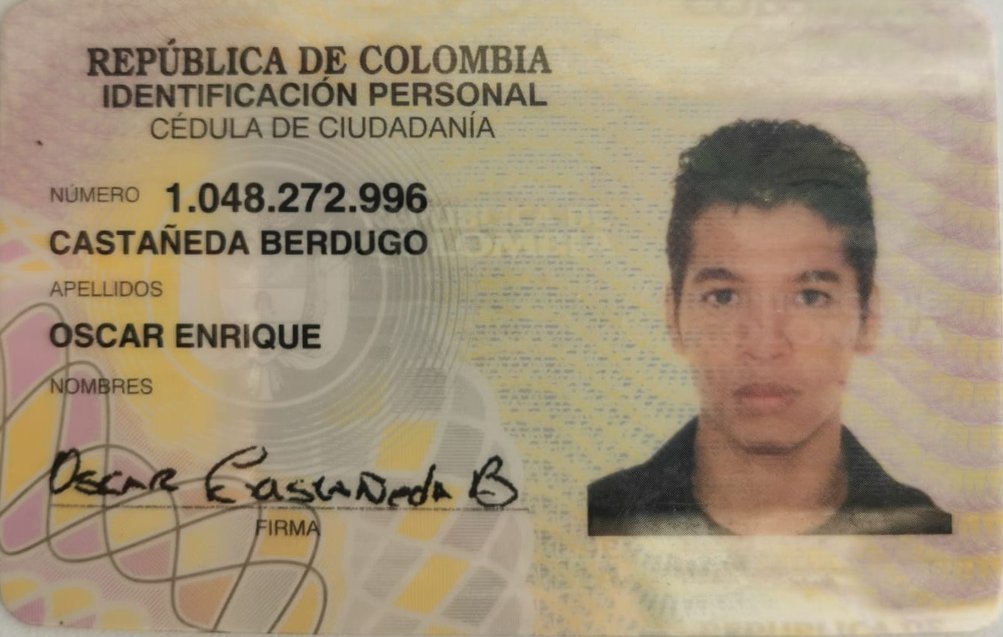 REPÚBLICA DE COLOMBIA
IDENTIFICACIÓN PERSONAL
CÉDULA DE CIUDADANÍA
NÚMERO 1.048.272.996
CASTAÑEDA BERDUGO
APELLIDOS
OSCAR ENRIQUE
NOMBRES
Oscar Castañeda B
FIRMA